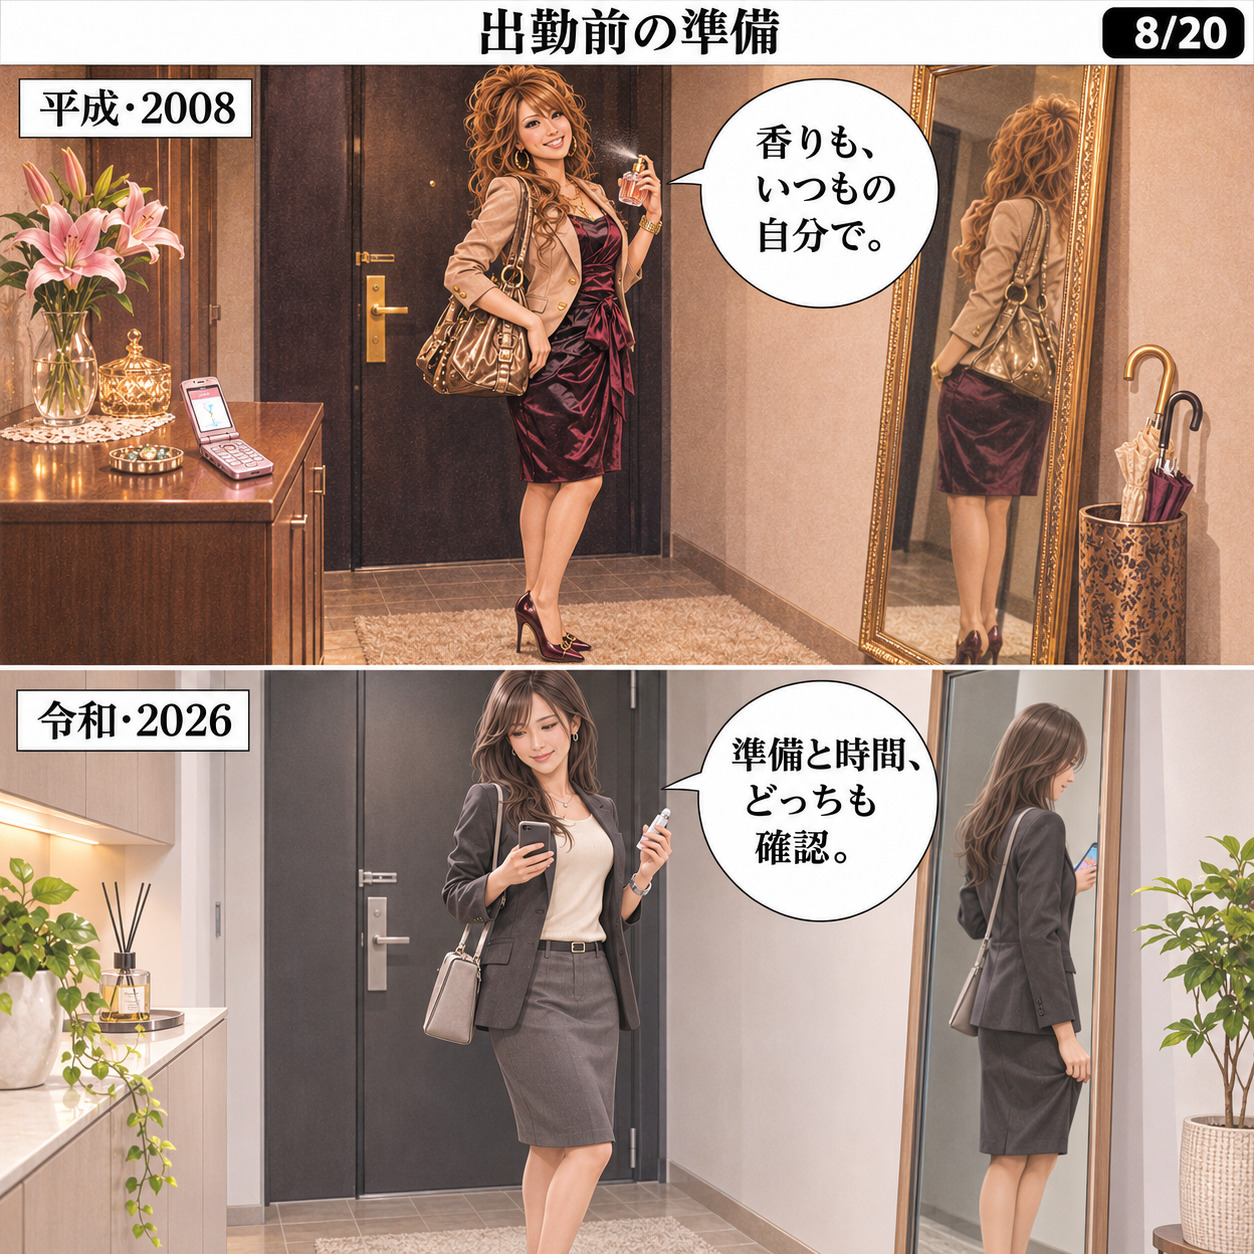 出勤前の準備
8/20
平成・2008
香りも、
いつもの
自分で。
令和・2026
準備と時間、
どっちも
確認。